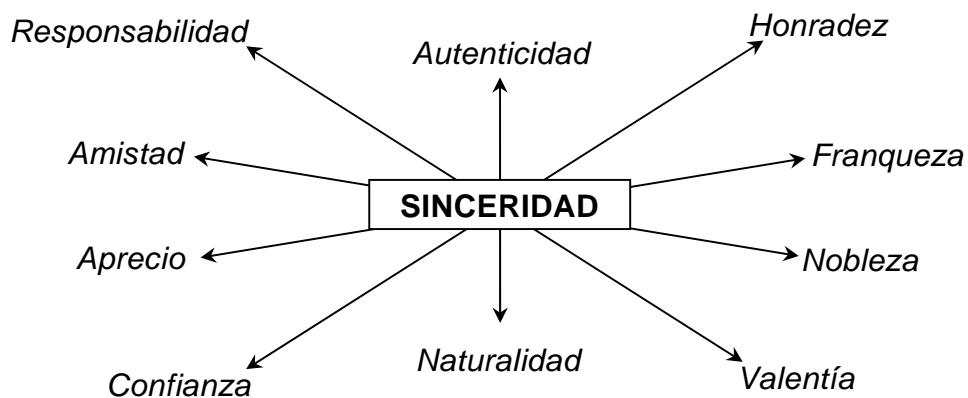 Responsabilidad
Autenticidad
Honradez
Amistad
Franqueza
SINCERIDAD
Aprecio
Nobleza
Confianza
Naturalidad
Valentía